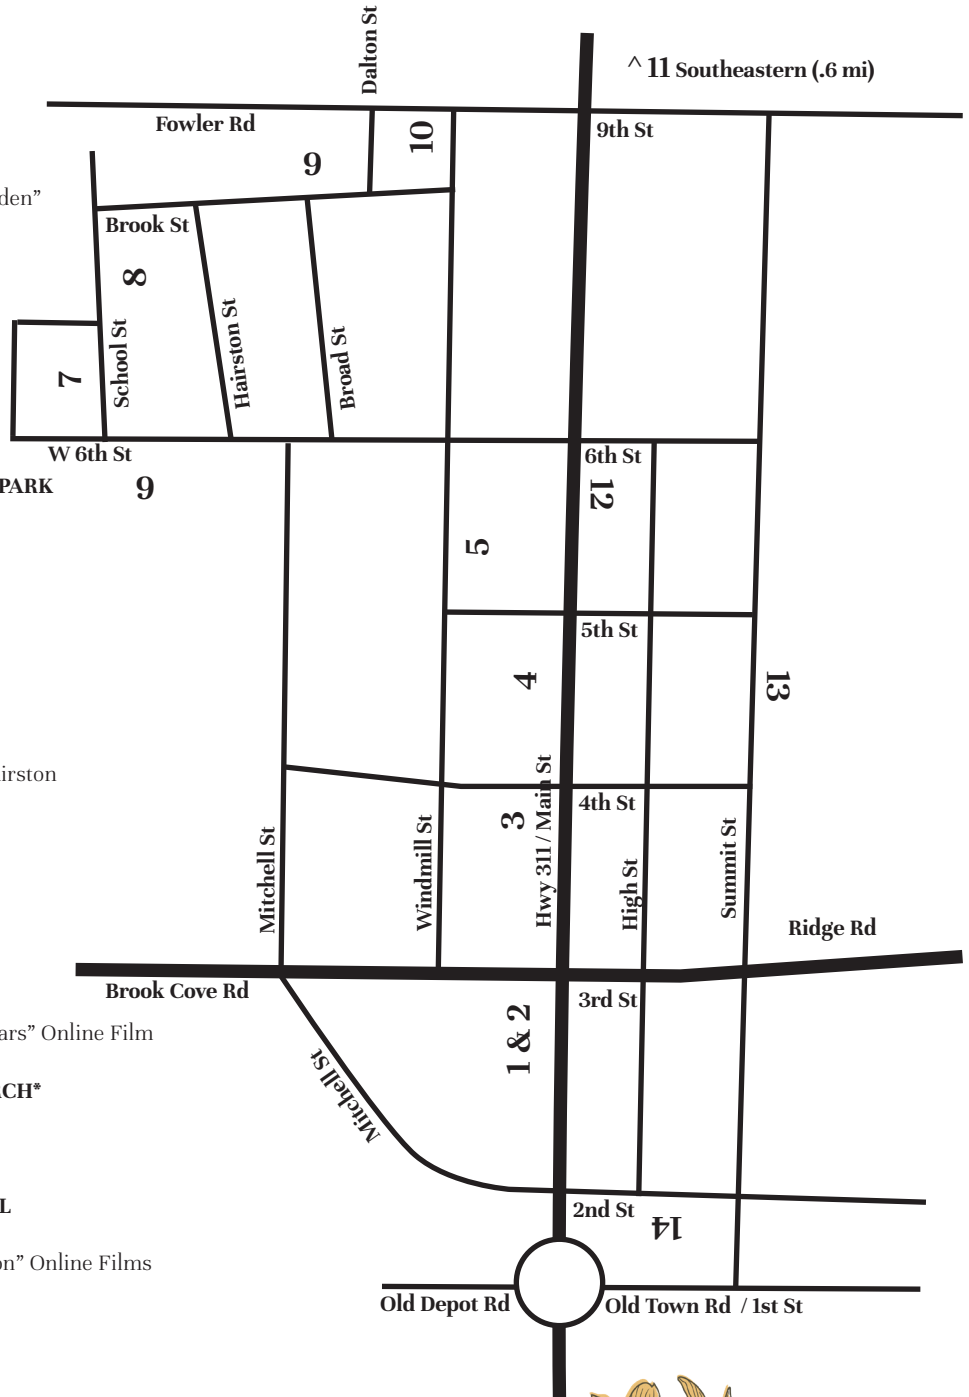 Dalton St
^ 11 Southeastern (.6 mi)
Fowler Rd
10
9th St
9
den”
Brook St
8
School St
Hairston St
Broad St
7
W 6th St
6th St
PARK
6
12
5
5th St
4
13
irston
3
Hwy 311 / Main St
4th St
Mitchell St
Windmill St
High St
Summit St
Ridge Rd
Brook Cove Rd
3rd St
ars” Online Film
1 & 2
Mitchell St
CH*
L
2nd St
14
on” Online Films
Old Depot Rd
Old Town Rd / 1st St